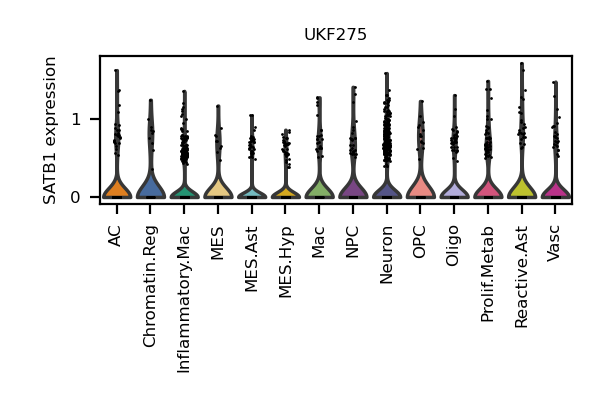 UKF275
SATB1 expression
1
0
AC
Chromatin.Reg
Inflammatory.Mac
MES
MES.Ast
MES.Hyp
Mac
NPC
Neuron
OPC
Oligo
Prolif.Metab
Reactive.Ast
Vasc